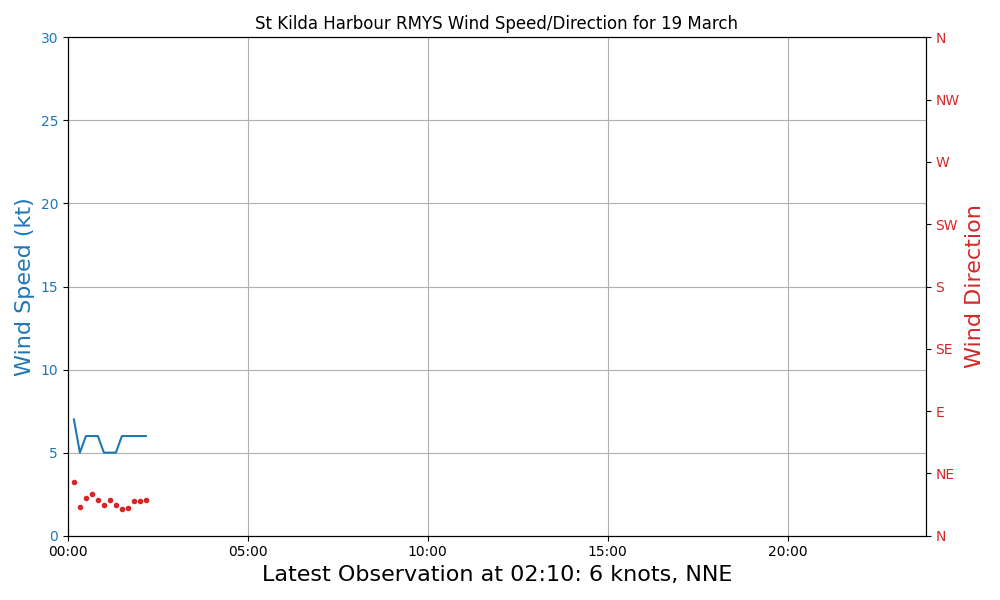 St Kilda Harbour RMYS Wind Speed/Direction for 19 March
30
25
20
15
10
5
0
Wind Speed (kt)
N
NW
W
SW
S
SE
E
NE
N
Wind Direction
00:00
05:00
10:00
15:00
20:00
Latest Observation at 02:10: 6 knots, NNE